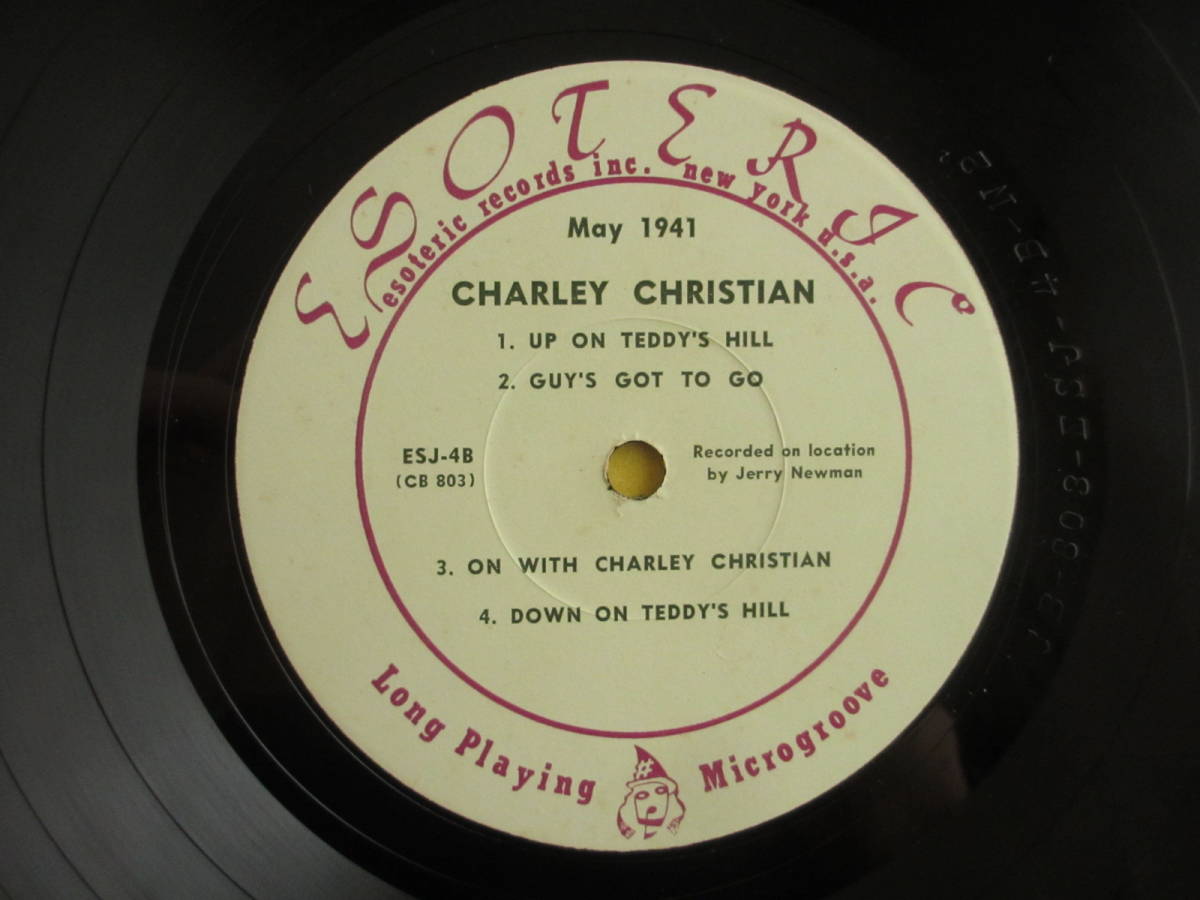 ESOTERIC
esoteric records inc. new york u.s.a.
May 1941
CHARLEY CHRISTIAN
1. UP ON TEDDY'S HILL
2. GUY'S GOT TO GO
ESJ-4B
(CB 803)
Recorded on location
by Jerry Newman
3. ON WITH CHARLEY CHRISTIAN
4. DOWN ON TEDDY'S HILL
Long Playing Microgroove